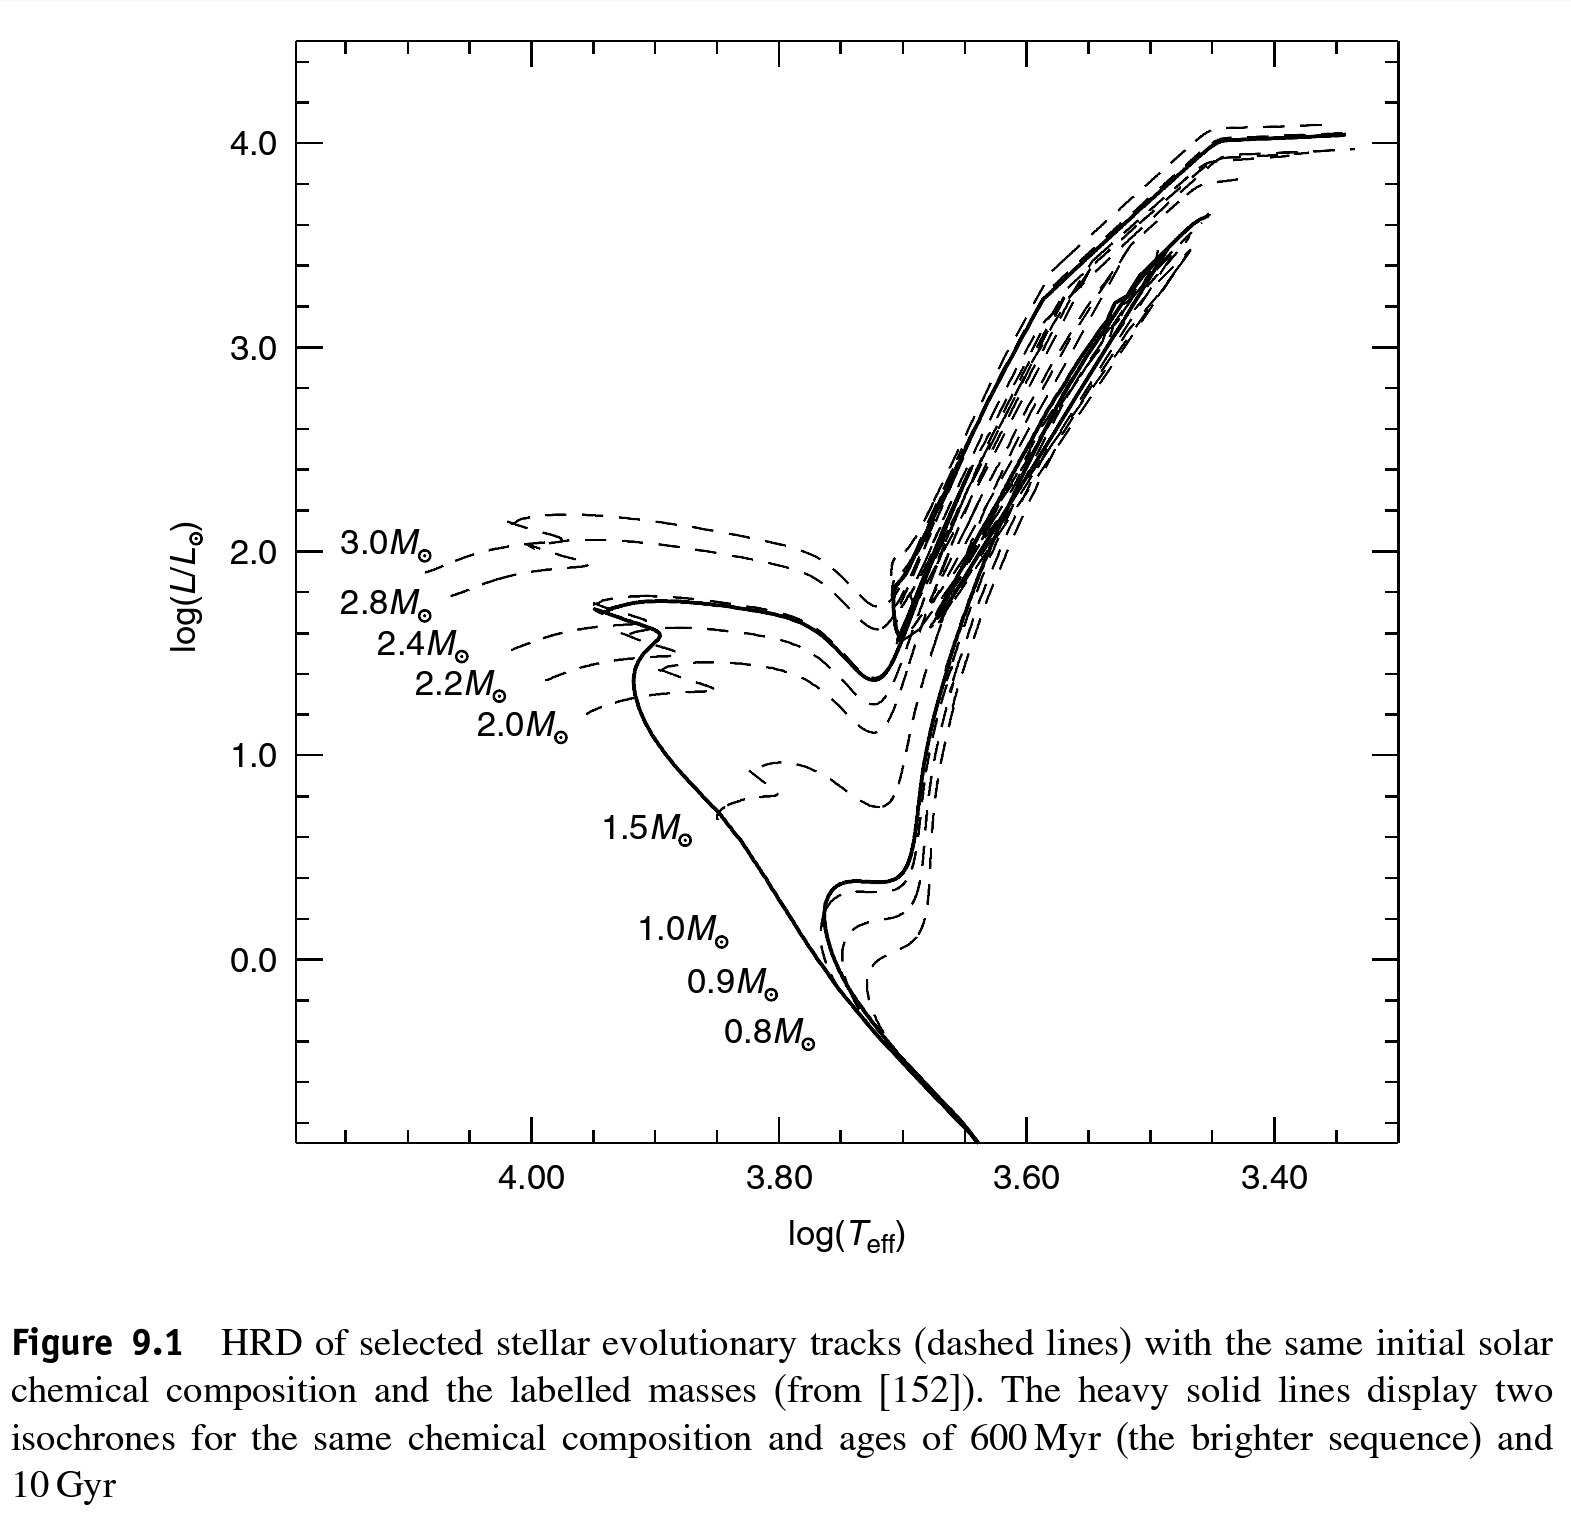 4.0
3.0
2.0
1.0
0.0
log(L/L⊙)
3.0M⊙
2.8M⊙
2.4M⊙
2.2M⊙
2.0M⊙
1.5M⊙
1.0M⊙
0.9M⊙
0.8M⊙
4.00 3.80 3.60 3.40
log(Teff)
Figure 9.1 HRD of selected stellar evolutionary tracks (dashed lines) with the same initial solar
chemical composition and the labelled masses (from [152]). The heavy solid lines display two
isochrones for the same chemical composition and ages of 600 Myr (the brighter sequence) and
10 Gyr